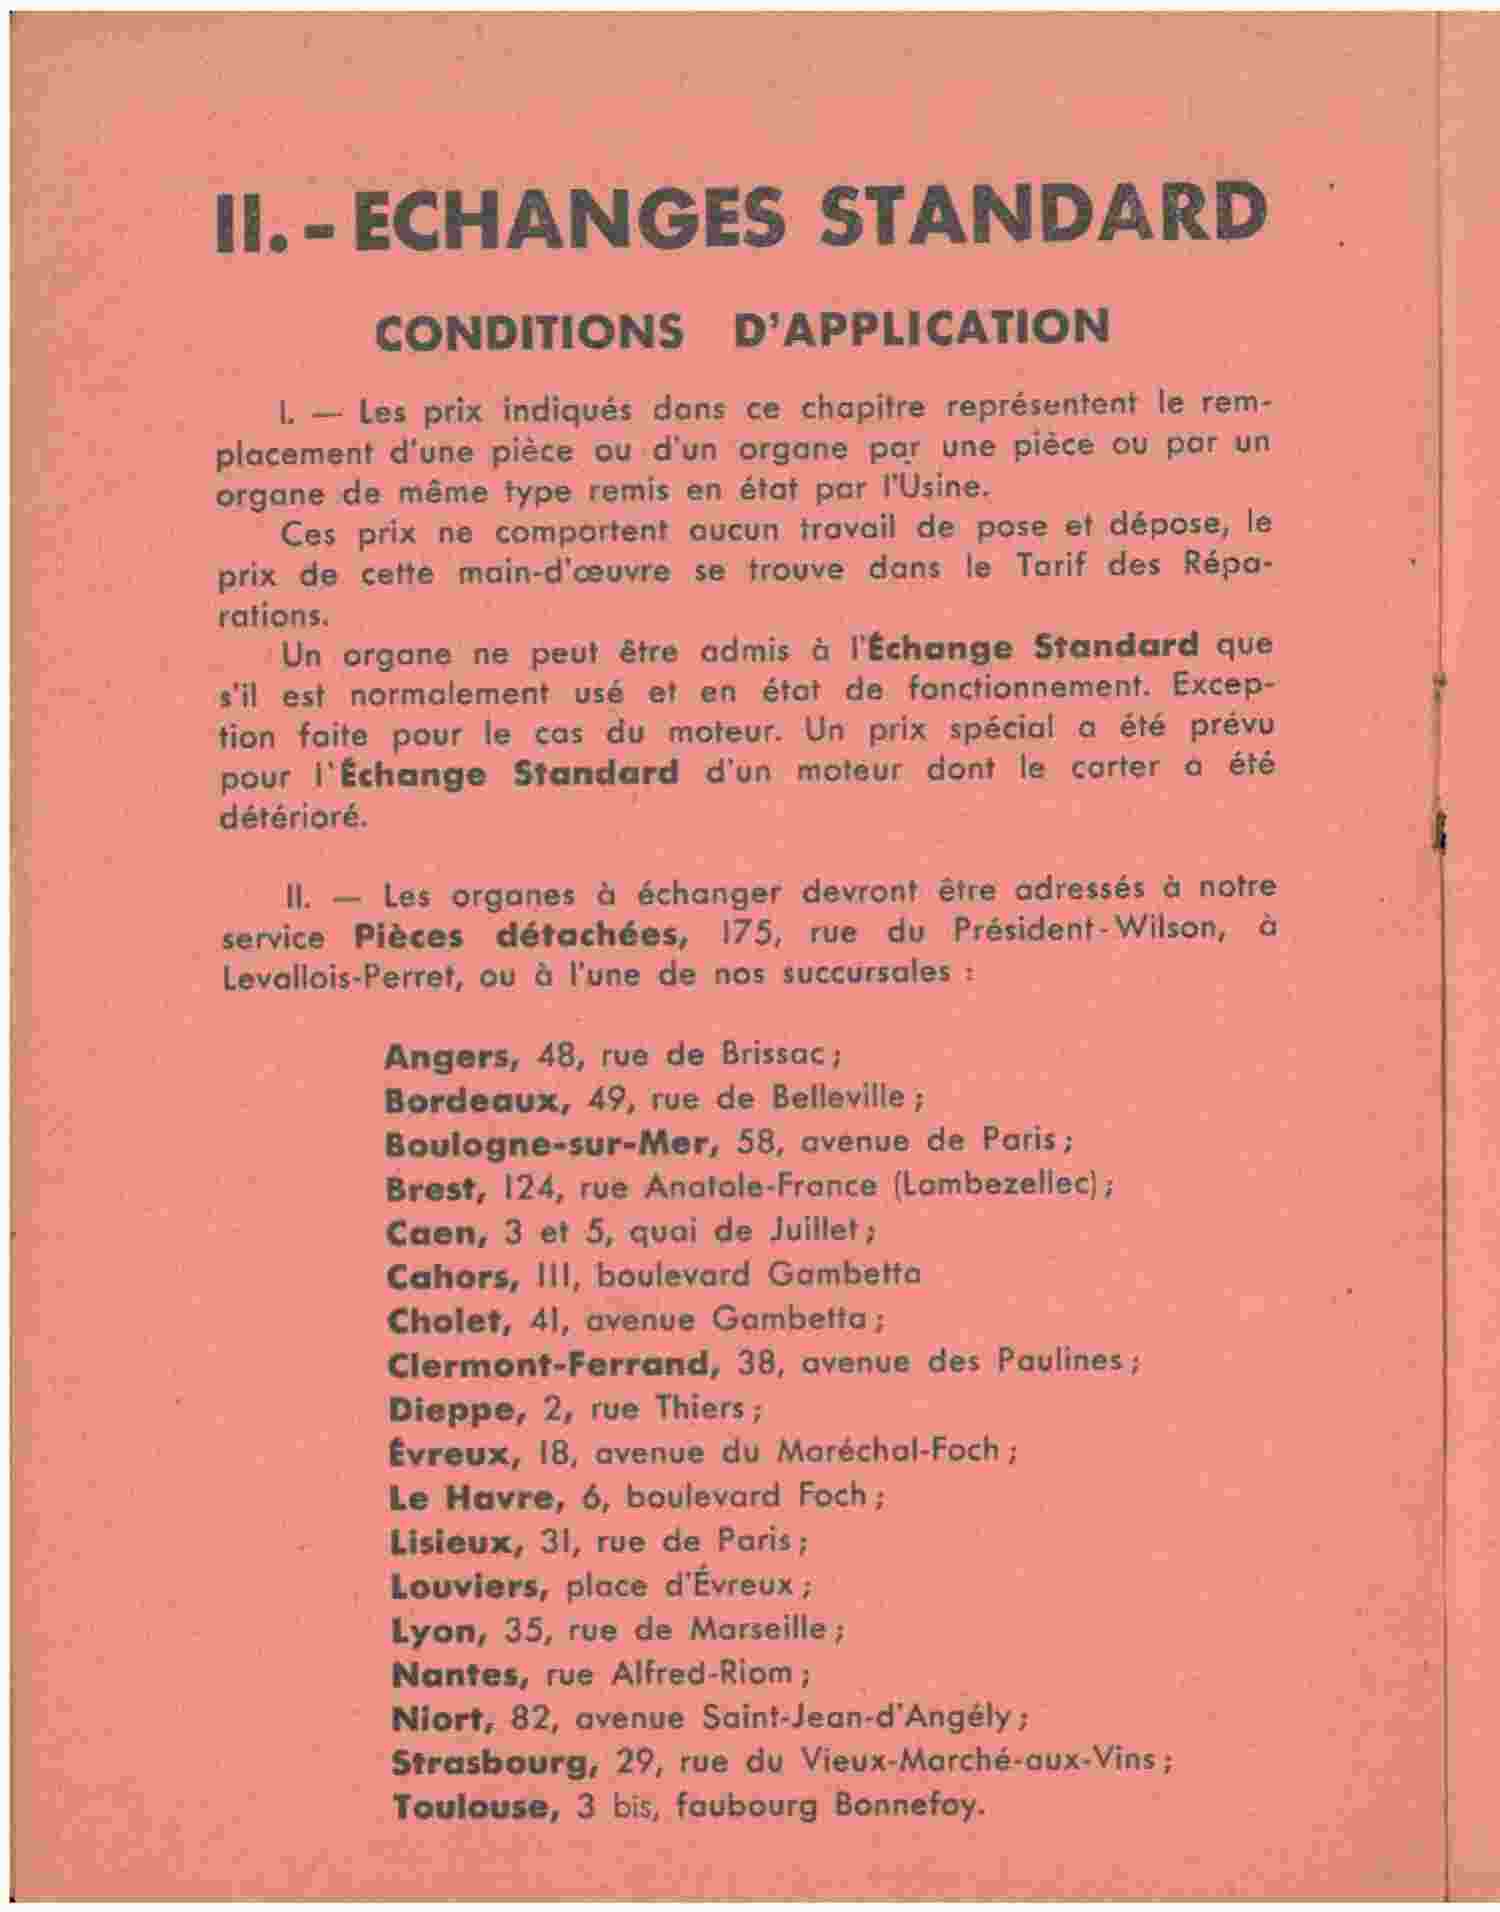 II. - ECHANGES STANDARD
CONDITIONS D'APPLICATION
I. — Les prix indiqués dans ce chapitre représentent le rem-
placement d'une pièce ou d'un organe par une pièce ou par un
organe de même type remis en état par l'Usine.
Ces prix ne comportent aucun travail de pose et dépose, le
prix de cette main-d'œuvre se trouve dans le Tarif des Répa-
rations.
Un organe ne peut être admis à l'Échange Standard que
s'il est normalement usé et en état de fonctionnement. Excep-
tion faite pour le cas du moteur. Un prix spécial a été prévu
pour l'Échange Standard d'un moteur dont le carter a été
détérioré.
II. — Les organes à échanger devront être adressés à notre
service Pièces détachées, 175, rue du Président-Wilson, à
Levallois-Perret, ou à l'une de nos succursales :
Angers, 48, rue de Brissac ;
Bordeaux, 49, rue de Belleville ;
Boulogne-sur-Mer, 58, avenue de Paris ;
Brest, 124, rue Anatole-France (Lambezellec) ;
Caen, 3 et 5, quai de Juillet ;
Cahors, 111, boulevard Gambetta
Cholet, 41, avenue Gambetta ;
Clermont-Ferrand, 38, avenue des Paulines ;
Dieppe, 2, rue Thiers ;
Évreux, 18, avenue du Maréchal-Foch ;
Le Havre, 6, boulevard Foch ;
Lisieux, 31, rue de Paris ;
Louviers, place d'Évreux ;
Lyon, 35, rue de Marseille ;
Nantes, rue Alfred-Riom ;
Niort, 82, avenue Saint-Jean-d'Angély ;
Strasbourg, 29, rue du Vieux-Marché-aux-Vins ;
Toulouse, 3 bis, faubourg Bonnefoy.